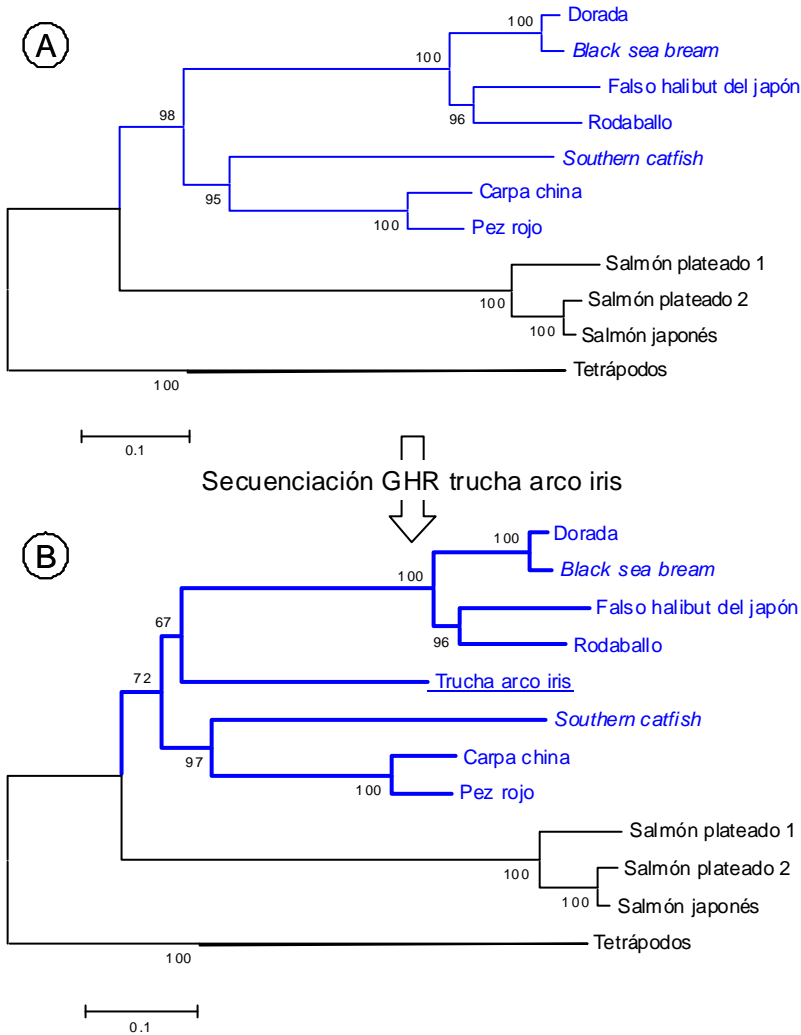 A
100
Dorada
Black sea bream
100
Falso halibut del japón
96
Rodaballo
98
Southern catfish
95
Carpa china
100
Pez rojo
Salmón plateado 1
100
Salmón plateado 2
100
Salmón japonés
Tetrápodos
100
0.1
Secuenciación GHR trucha arco iris
B
100
Dorada
Black sea bream
100
Falso halibut del japón
96
Rodaballo
67
Trucha arco iris
72
Southern catfish
97
Carpa china
100
Pez rojo
Salmón plateado 1
100
Salmón plateado 2
100
Salmón japonés
Tetrápodos
100
0.1